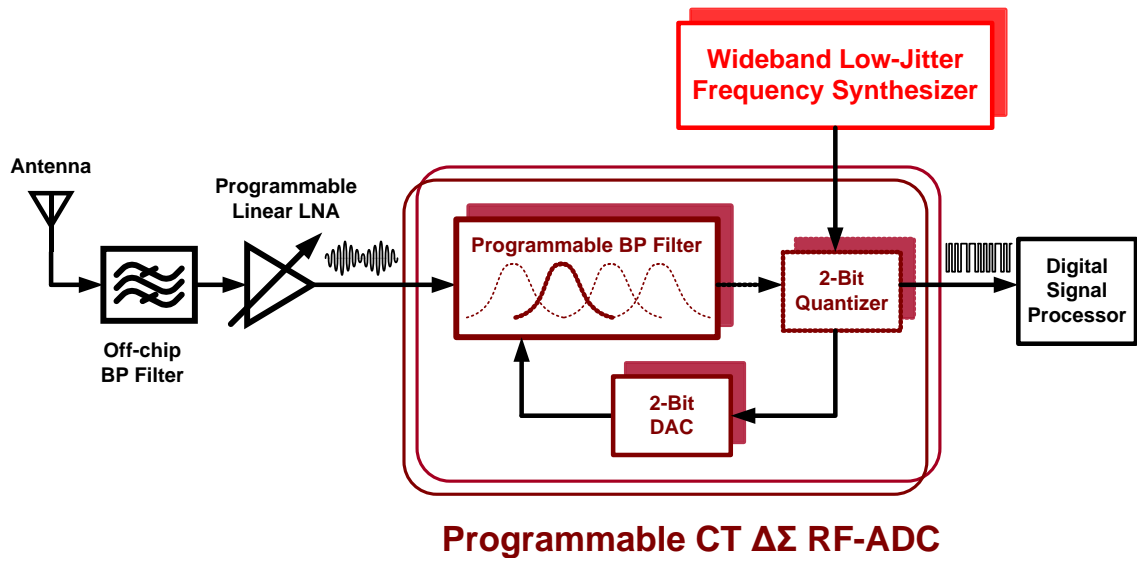 Wideband Low-Jitter
Frequency Synthesizer
Antenna
Programmable
Linear LNA
Programmable BP Filter
2-Bit
Quantizer
Digital
Signal
Processor
Off-chip
BP Filter
2-Bit
DAC
Programmable CT ΔΣ RF-ADC